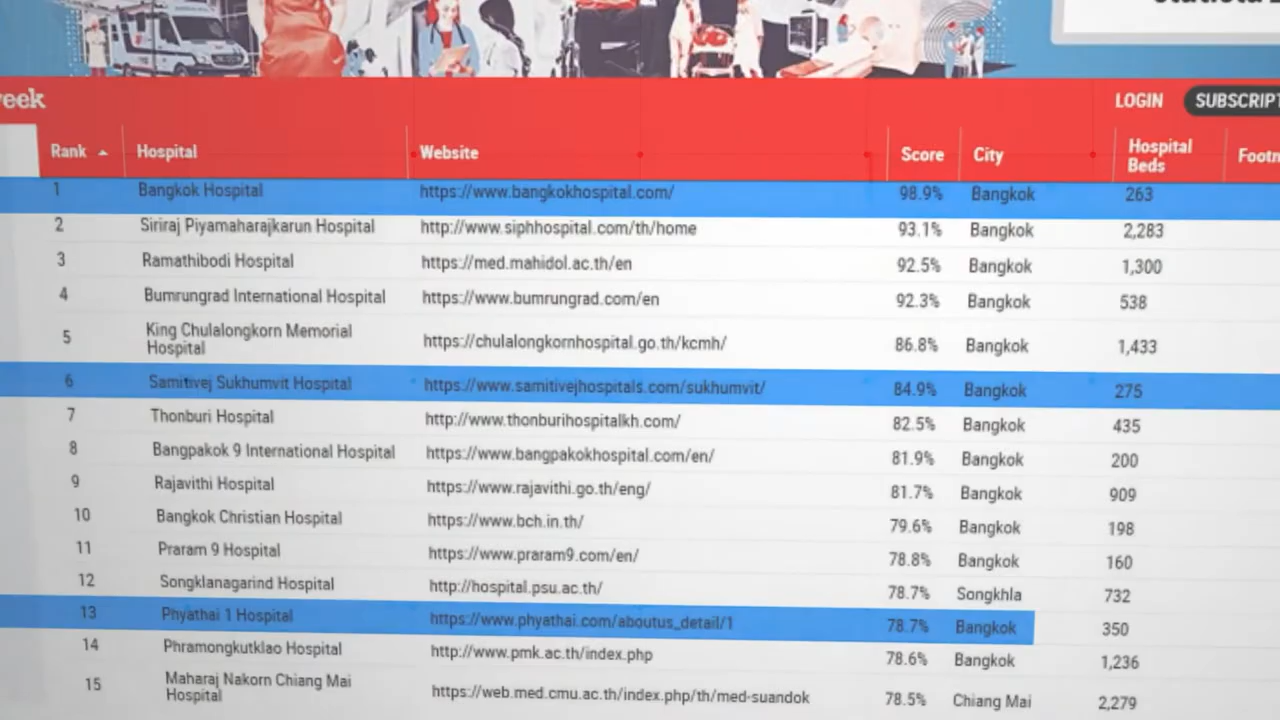 eek
LOGIN SUBSCRIPT
Rank Hospital Website Score City Hospital Beds
1 Bangkok Hospital https://www.bangkokhospital.com/ 98.9% Bangkok 263
2 Siriraj Piyamaharajkarun Hospital http://www.siphhospital.com/th/home 93.1% Bangkok 2,283
3 Ramathibodi Hospital https://med.mahidol.ac.th/en 92.5% Bangkok 1,300
4 Bumrungrad International Hospital https://www.bumrungrad.com/en 92.3% Bangkok 538
5 King Chulalongkorn Memorial Hospital https://chulalongkornhospital.go.th/kcmh/ 86.8% Bangkok 1,433
6 Samitivej Sukhumvit Hospital https://www.samitivejhospitals.com/sukhumvit/ 84.9% Bangkok 275
7 Thonburi Hospital http://www.thonburihospitalkh.com/ 82.5% Bangkok 435
8 Bangpakok 9 International Hospital https://www.bangpakokhospital.com/en/ 81.9% Bangkok 200
9 Rajavithi Hospital https://www.rajavithi.go.th/eng/ 81.7% Bangkok 909
10 Bangkok Christian Hospital https://www.bch.in.th/ 79.6% Bangkok 198
11 Praram 9 Hospital https://www.praram9.com/en/ 78.8% Bangkok 160
12 Songklanagarind Hospital http://hospital.psu.ac.th/ 78.7% Songkhla 732
13 Phyathai 1 Hospital https://www.phyathai.com/aboutus_detail/1 78.7% Bangkok 350
14 Phramongkutklao Hospital http://www.pmk.ac.th/index.php 78.6% Bangkok 1,236
15 Maharaj Nakorn Chiang Mai Hospital https://web.med.cmu.ac.th/index.php/th/med-suandok 78.5% Chiang Mai 2,279